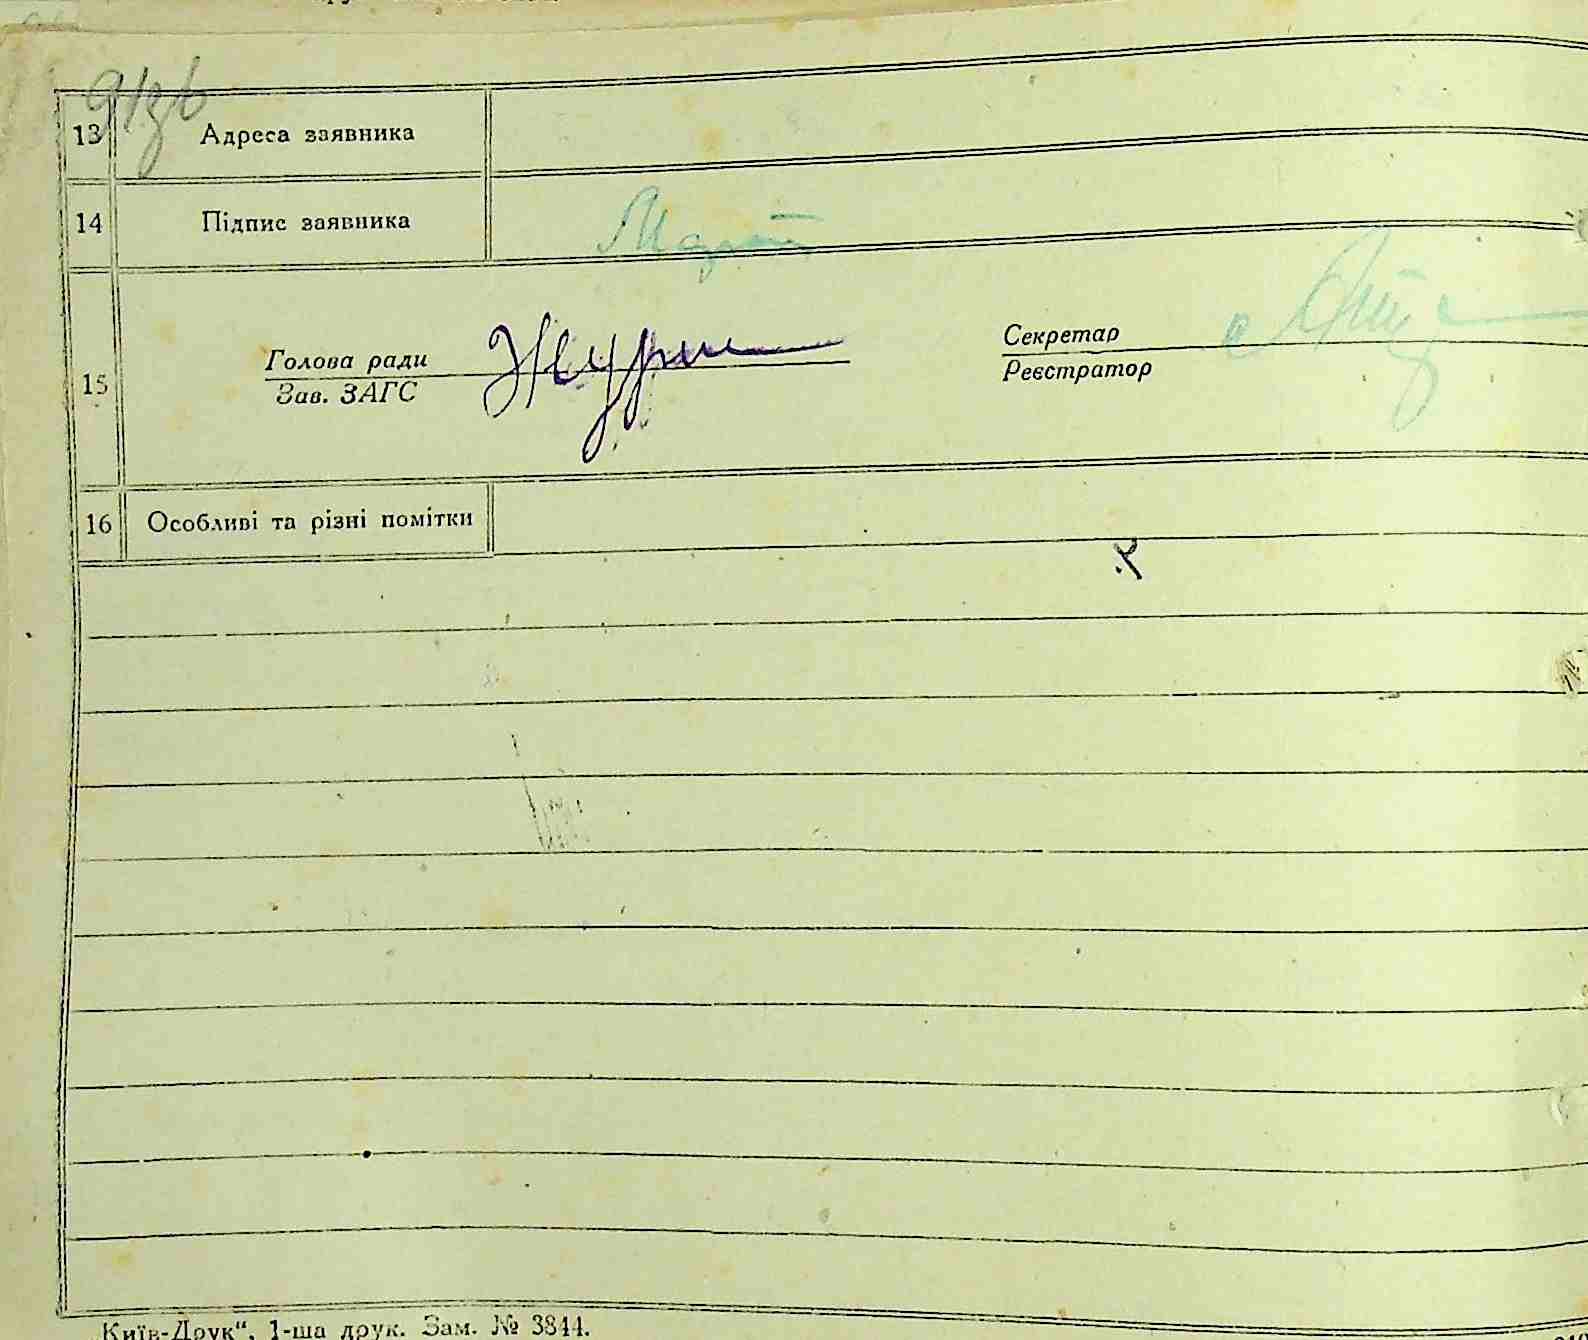 13 Адреса заявника
14 Підпис заявника
15 Голова ради
Зав. ЗАГС
Секретар
Реєстратор
16 Особливі та різні помітки
Київ-Друк“, 1-ша друк. Зам. № 3844.